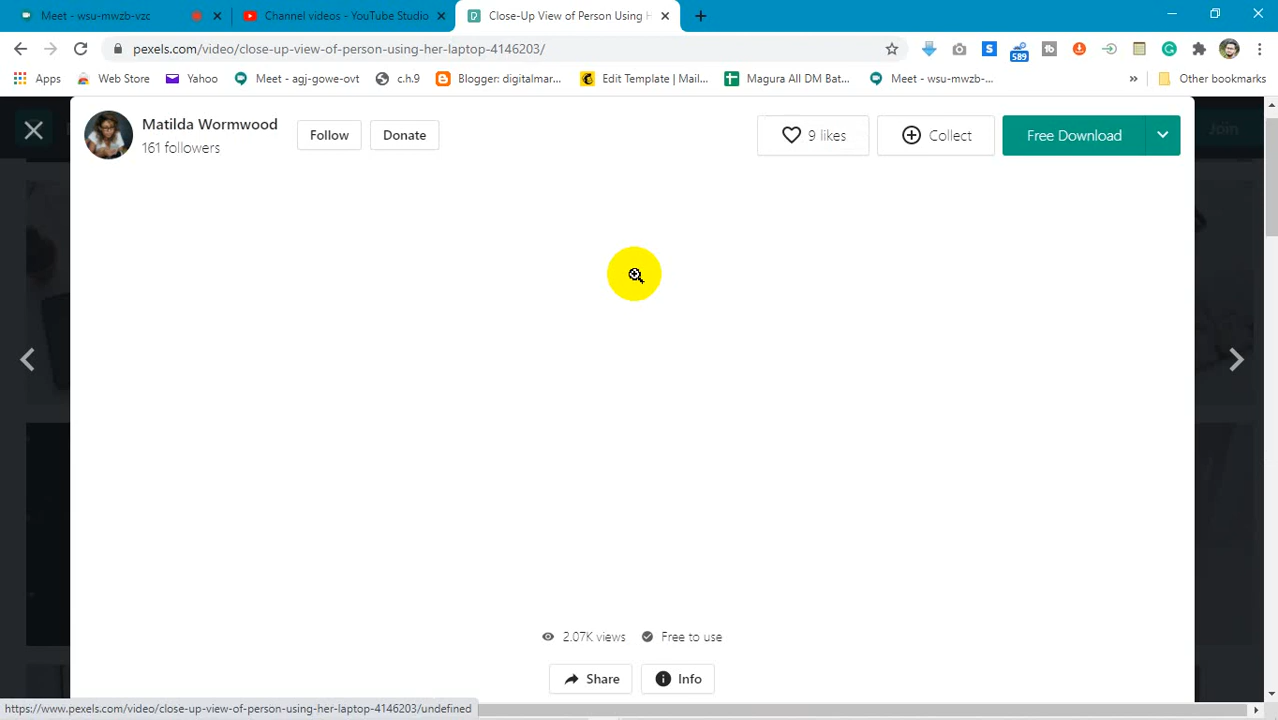 Meet - wsu-mwzb-vzc
Channel videos - YouTube Studio
Close-Up View of Person Using H
pexels.com/video/close-up-view-of-person-using-her-laptop-4146203/
589
Apps
Web Store
Yahoo
Meet - agj-gowe-ovt
c.h.9
Blogger: digitalmar...
Edit Template | Mail...
Magura All DM Bat...
Meet - wsu-mwzb-...
»
Other bookmarks
Matilda Wormwood
161 followers
Follow
Donate
9 likes
Collect
Free Download
Join
2.07K views
Free to use
Share
Info
https://www.pexels.com/video/close-up-view-of-person-using-her-laptop-4146203/undefined